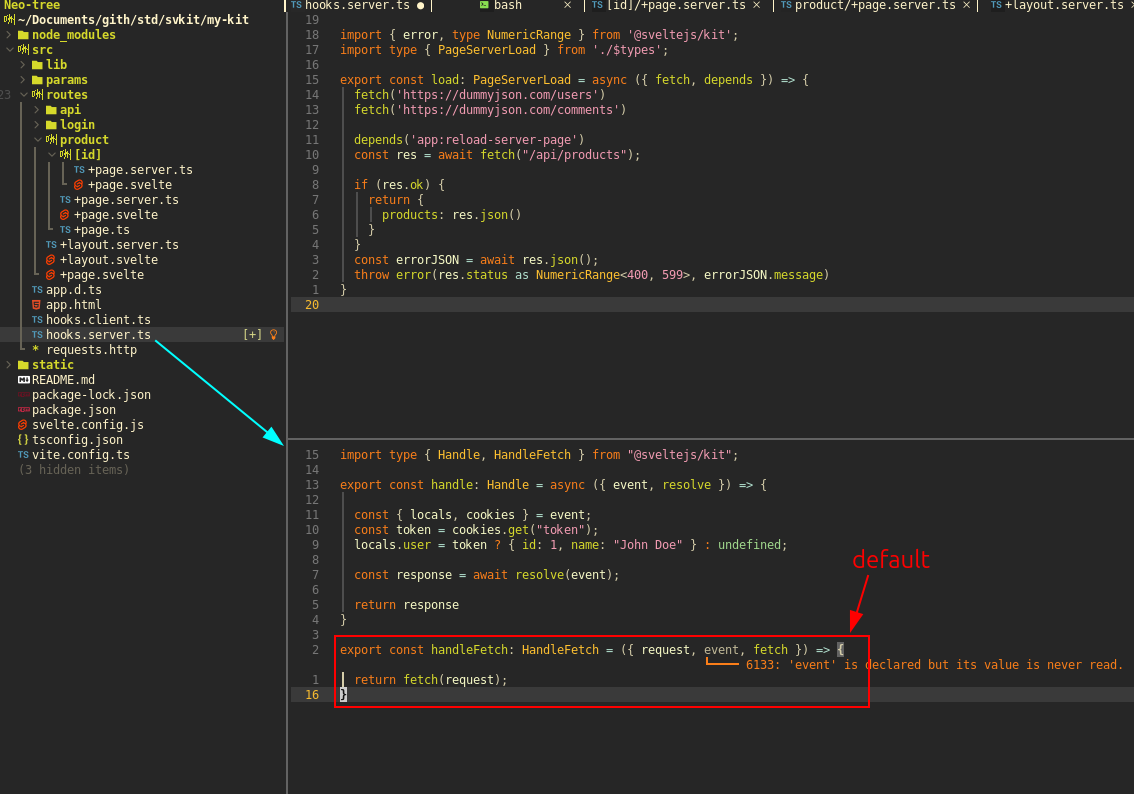 Neo-tree
~/Documents/gith/std/svkit/my-kit
node_modules
src
lib
params
23 routes
api
login
product
[id]
TS +page.server.ts
+page.svelte
TS +page.server.ts
+page.svelte
TS +page.ts
TS +layout.server.ts
+layout.svelte
+page.svelte
TS app.d.ts
app.html
TS hooks.client.ts
TS hooks.server.ts [+]
* requests.http
static
README.md
package-lock.json
package.json
svelte.config.js
{} tsconfig.json
TS vite.config.ts
(3 hidden items)
TS hooks.server.ts ● bash × TS [id]/+page.server.ts × TS product/+page.server.ts × TS +layout.server.ts ×
19
18 import { error, type NumericRange } from '@sveltejs/kit';
17 import type { PageServerLoad } from './$types';
16
15 export const load: PageServerLoad = async ({ fetch, depends }) => {
14 fetch('https://dummyjson.com/users')
13 fetch('https://dummyjson.com/comments')
12
11 depends('app:reload-server-page')
10 const res = await fetch("/api/products");
9
8 if (res.ok) {
7 return {
6 products: res.json()
5 }
4 }
3 const errorJSON = await res.json();
2 throw error(res.status as NumericRange<400, 599>, errorJSON.message)
1 }
20
15 import type { Handle, HandleFetch } from "@sveltejs/kit";
14
13 export const handle: Handle = async ({ event, resolve }) => {
12
11 const { locals, cookies } = event;
10 const token = cookies.get("token");
9 locals.user = token ? { id: 1, name: "John Doe" } : undefined;
8
7 const response = await resolve(event);
6
5 return response
4 }
3
2 export const handleFetch: HandleFetch = ({ request, event, fetch }) => {
6133: 'event' is declared but its value is never read.
1 return fetch(request);
16 }
default